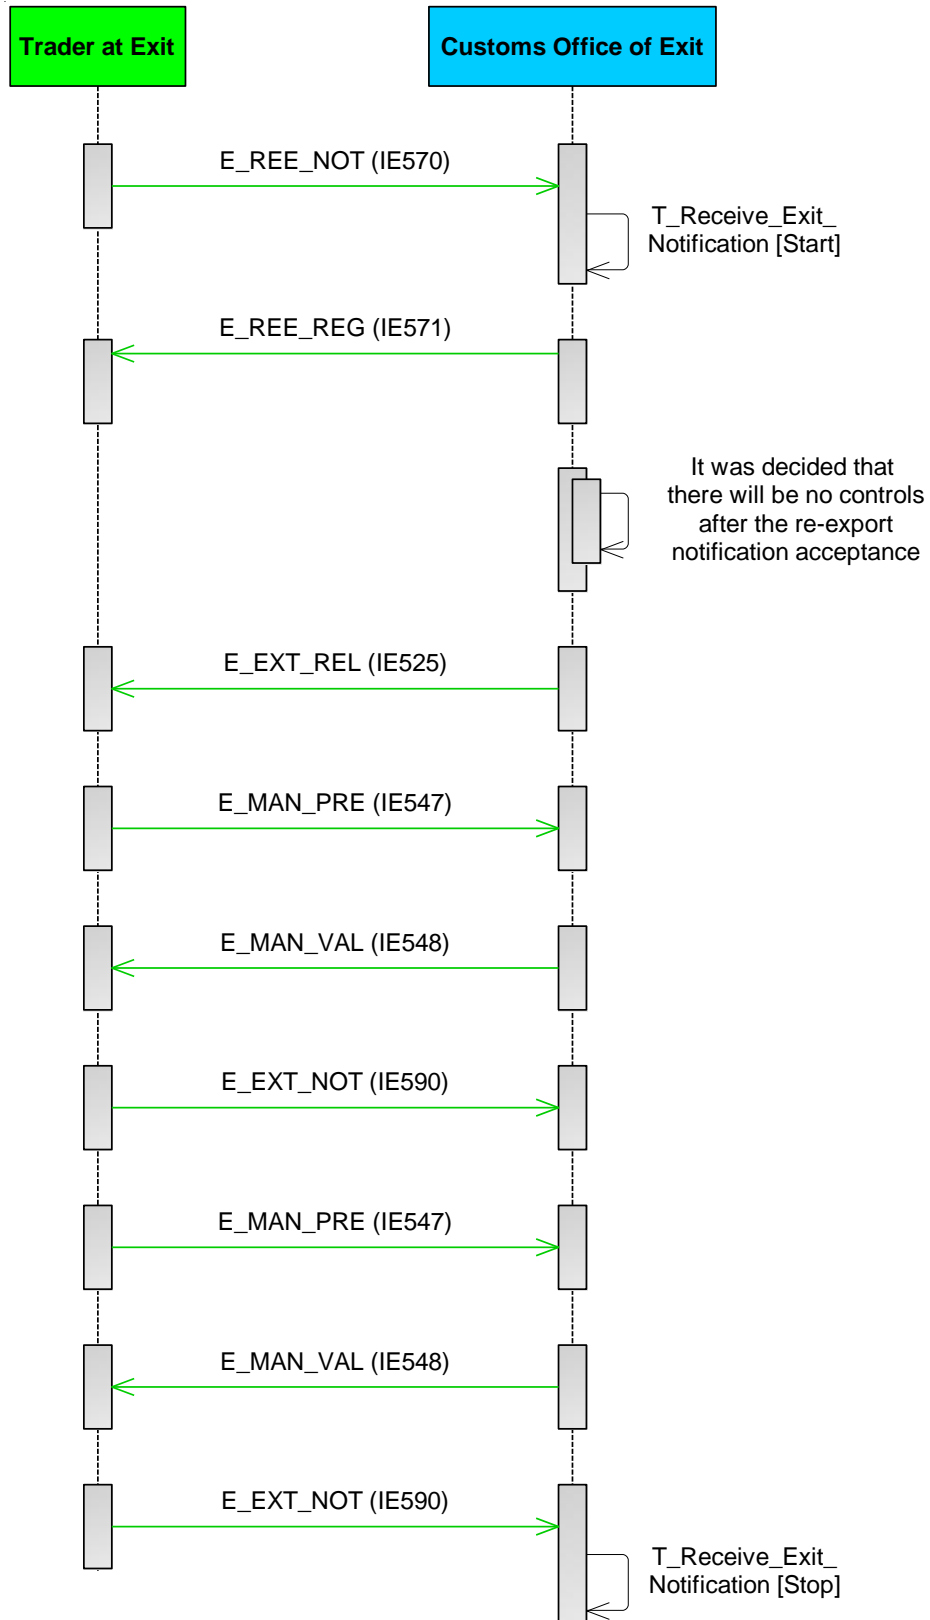 Trader at Exit
Customs Office of Exit
E_REE_NOT (IE570)
T_Receive_Exit_
Notification [Start]
E_REE_REG (IE571)
It was decided that
there will be no controls
after the re-export
notification acceptance
E_EXT_REL (IE525)
E_MAN_PRE (IE547)
E_MAN_VAL (IE548)
E_EXT_NOT (IE590)
E_MAN_PRE (IE547)
E_MAN_VAL (IE548)
E_EXT_NOT (IE590)
T_Receive_Exit_
Notification [Stop]